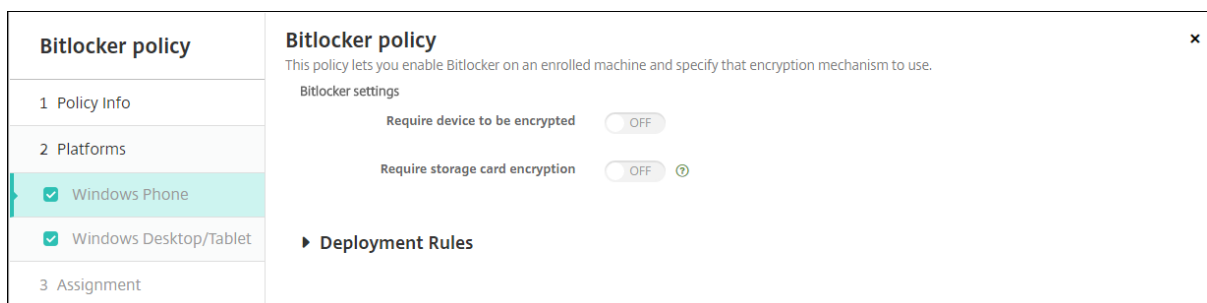 Bitlocker policy
1 Policy Info
2 Platforms
Windows Phone
Windows Desktop/Tablet
3 Assignment
Bitlocker policy
This policy lets you enable Bitlocker on an enrolled machine and specify that encryption mechanism to use.
Bitlocker settings
Require device to be encrypted OFF
Require storage card encryption OFF ?
Deployment Rules